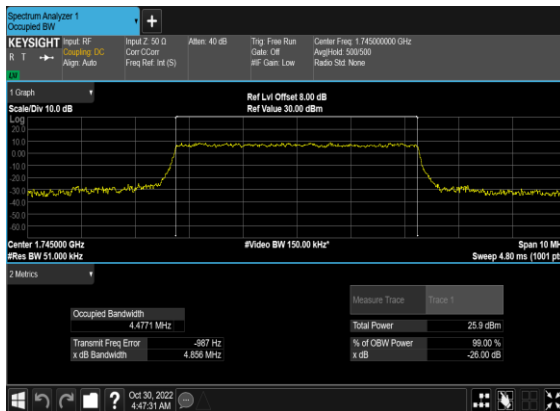 Spectrum Analyzer 1
Occupied BW
KEYSIGHT
R T
Input: RF
Coupling: DC
Align: Auto
Input Z: 50 Ω
Corr CCorr
Freq Ref: Int (S)
Atten: 40 dB
Trig: Free Run
Gate: Off
#IF Gain: Low
Center Freq: 1.745000000 GHz
Avg|Hold: 500/500
Radio Std: None
1 Graph
Scale/Div 10.0 dB
Ref Lvl Offset 8.00 dB
Ref Value 30.00 dBm
Log
20.0
10.0
0.00
-10.0
-20.0
-30.0
-40.0
-50.0
-60.0
Center 1.745000 GHz
#Res BW 51.000 kHz
#Video BW 150.00 kHz*
Span 10 MH
Sweep 4.80 ms (1001 pts
2 Metrics
Measure Trace Trace 1
Occupied Bandwidth
4.4771 MHz
Total Power 25.9 dBm
Transmit Freq Error -987 Hz
% of OBW Power 99.00 %
x dB Bandwidth 4.856 MHz
x dB -26.00 dB
?
Oct 30, 2022
4:47:31 AM